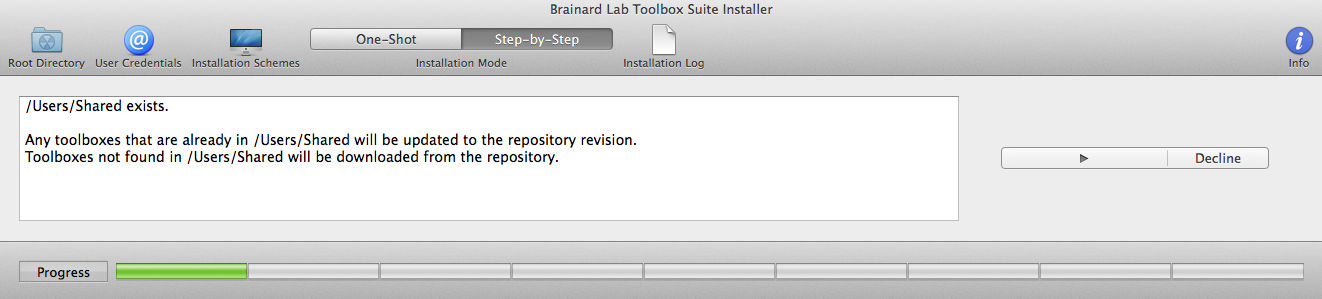 Brainard Lab Toolbox Suite Installer
One-Shot
Step-by-Step
Root Directory
User Credentials
Installation Schemes
Installation Mode
Installation Log
Info
/Users/Shared exists.
Any toolboxes that are already in /Users/Shared will be updated to the repository revision.
Toolboxes not found in /Users/Shared will be downloaded from the repository.
Decline
Progress